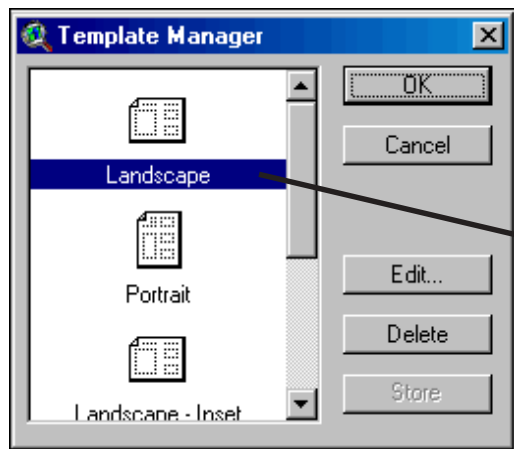 Template Manager
Landscape
Portrait
Landscape - Inset
OK
Cancel
Edit...
Delete
Store